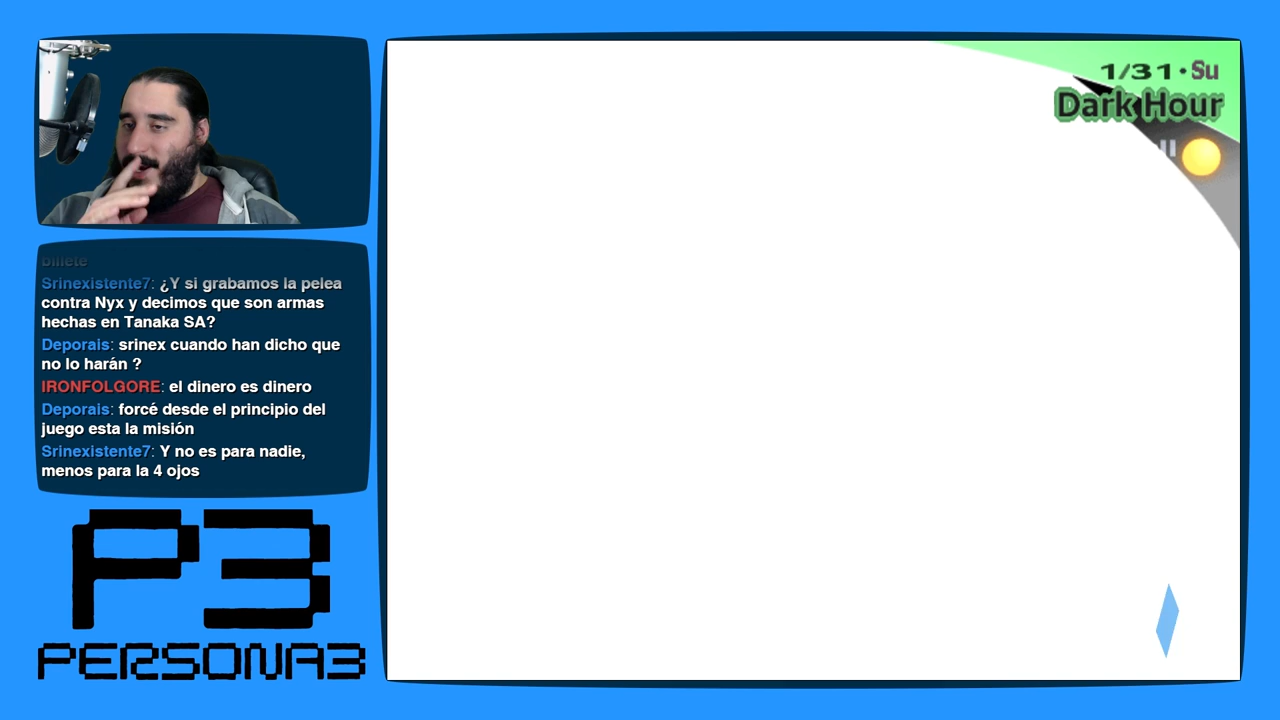 1/31·Su
Dark Hour
billete
Srinexistente7: ¿Y si grabamos la pelea
contra Nyx y decimos que son armas
hechas en Tanaka SA?
Deporais: srinex cuando han dicho que
no lo harán ?
IRONFOLGORE: el dinero es dinero
Deporais: forcé desde el principio del
juego esta la misión
Srinexistente7: Y no es para nadie,
menos para la 4 ojos
P3
PERSONA3